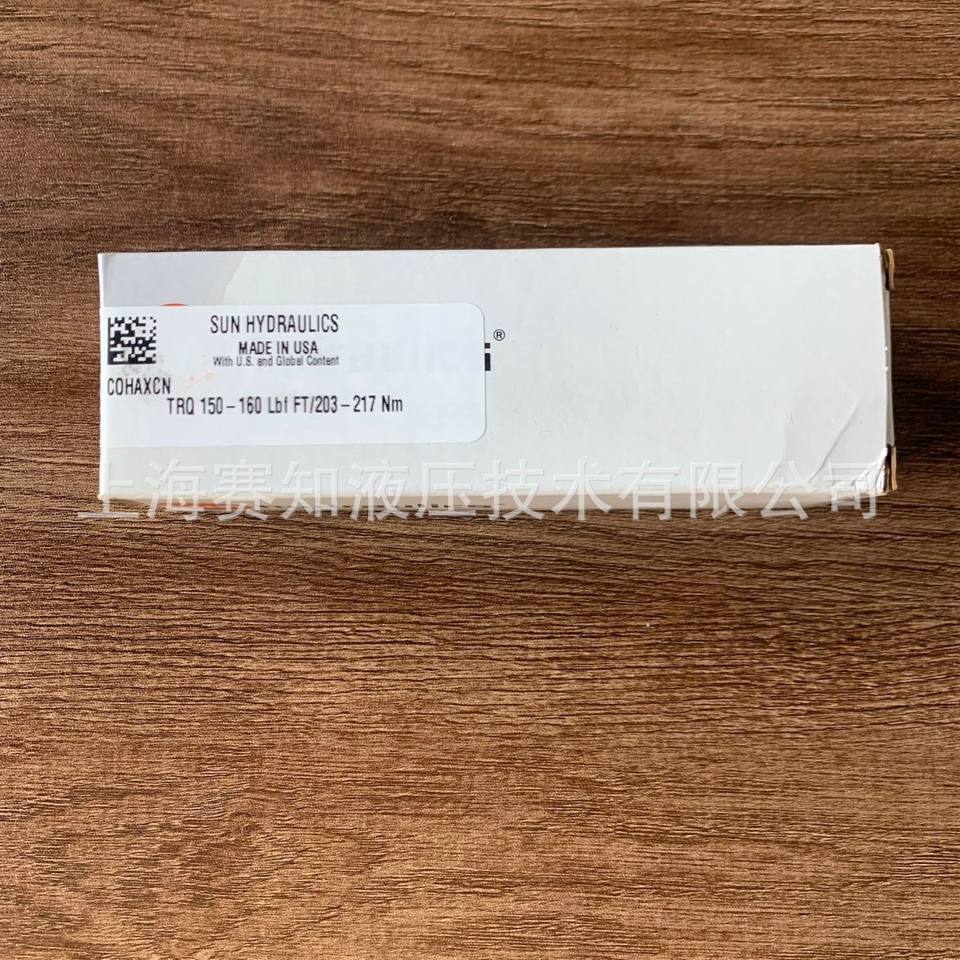 SUN HYDRAULICS
MADE IN USA
With U.S. and Global Content
COHAXCN
TRQ 150-160 Lbf FT/203-217 Nm
®
上海赛知液压技术有限公司